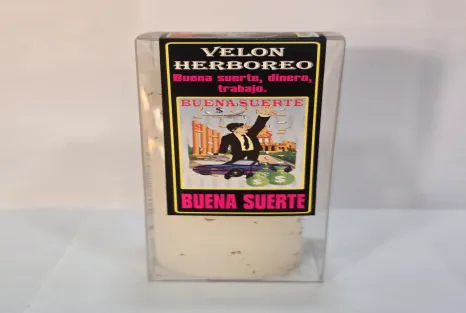 VELON
HERBOREO
Buena suerte, dinero,
trabajo.
BUENA SUERTE
$
$ $
BUENA SUERTE